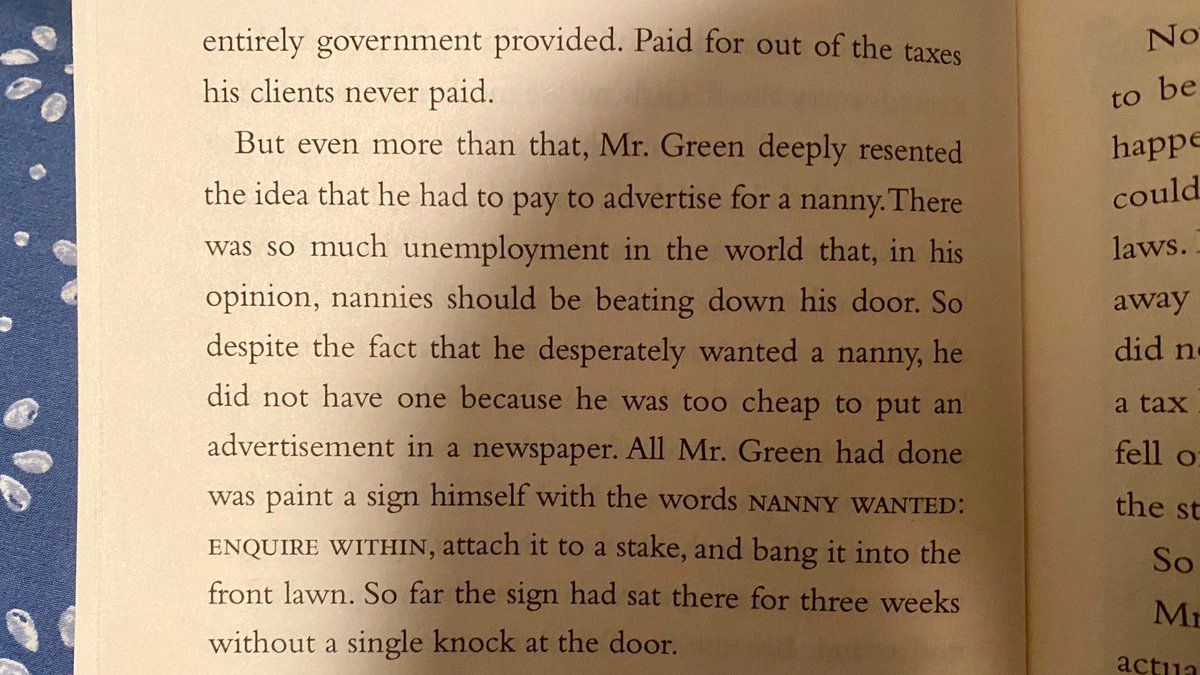 entirely government provided. Paid for out of the taxes
his clients never paid.
But even more than that, Mr. Green deeply resented
the idea that he had to pay to advertise for a nanny. There
was so much unemployment in the world that, in his
opinion, nannies should be beating down his door. So
despite the fact that he desperately wanted a nanny, he
did not have one because he was too cheap to put an
advertisement in a newspaper. All Mr. Green had done
was paint a sign himself with the words NANNY WANTED:
ENQUIRE WITHIN, attach it to a stake, and bang it into the
front lawn. So far the sign had sat there for three weeks
without a single knock at the door.
No
to be
happe
could
laws.
away
did n
a tax
fell o
the st
So
Mr
actua